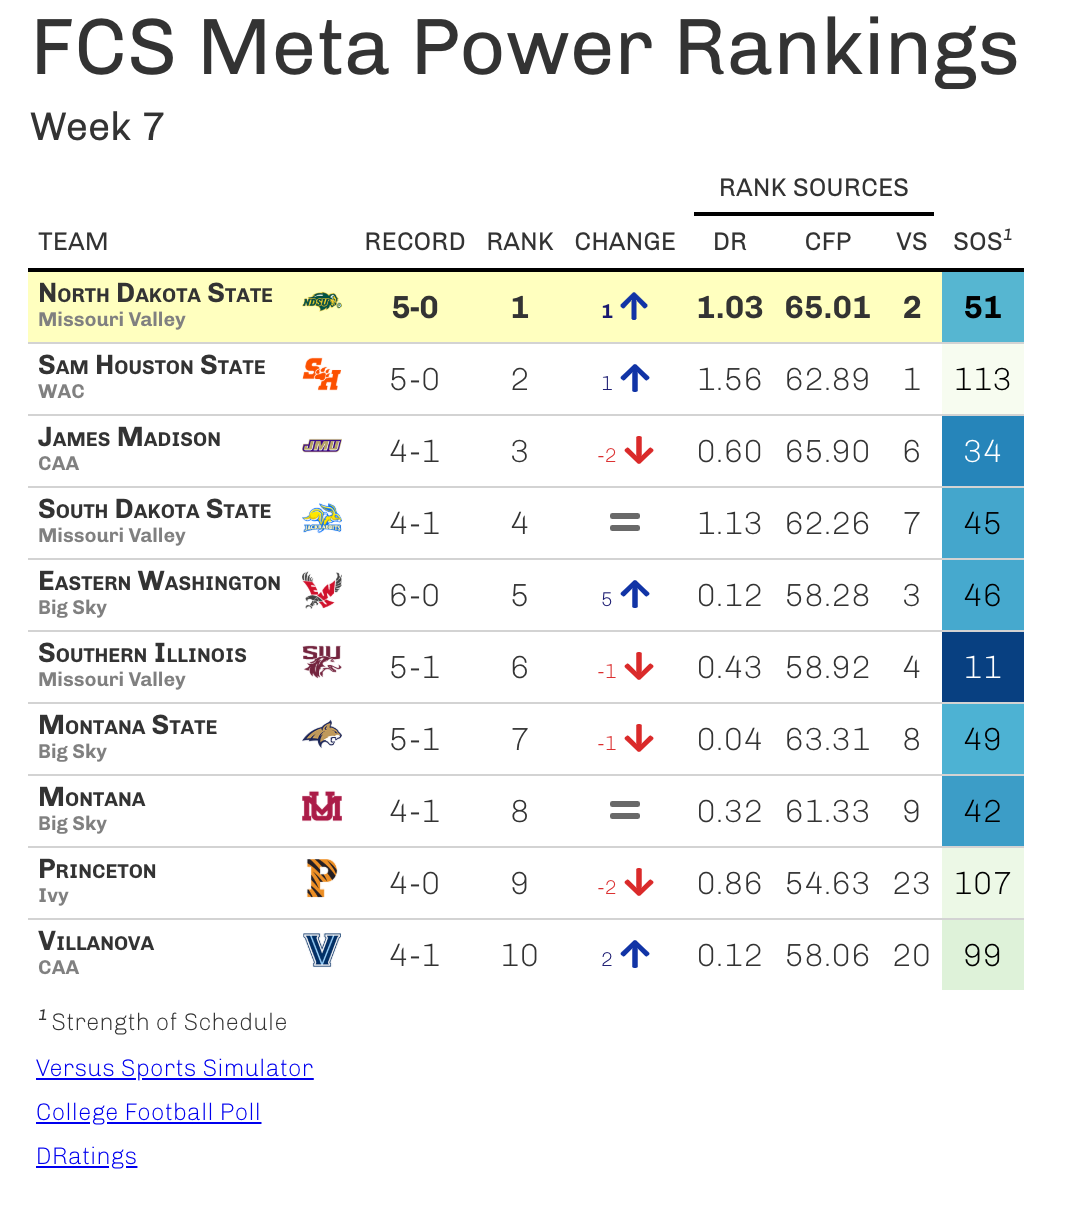 FCS Meta Power Rankings
Week 7
RANK SOURCES
TEAM RECORD RANK CHANGE DR CFP VS SOS1
North Dakota State NDSU 5-0 1 1 1.03 65.01 2 51
Missouri Valley
Sam Houston State SH 5-0 2 1 1.56 62.89 1 113
WAC
James Madison JMU 4-1 3 -2 0.60 65.90 6 34
CAA
South Dakota State JACKRABBITS 4-1 4 = 1.13 62.26 7 45
Missouri Valley
Eastern Washington 6-0 5 5 0.12 58.28 3 46
Big Sky
Southern Illinois SIU 5-1 6 -1 0.43 58.92 4 11
Missouri Valley
Montana State 5-1 7 -1 0.04 63.31 8 49
Big Sky
Montana M 4-1 8 = 0.32 61.33 9 42
Big Sky
Princeton P 4-0 9 -2 0.86 54.63 23 107
Ivy
Villanova V 4-1 10 2 0.12 58.06 20 99
CAA
1 Strength of Schedule
Versus Sports Simulator
College Football Poll
DRatings